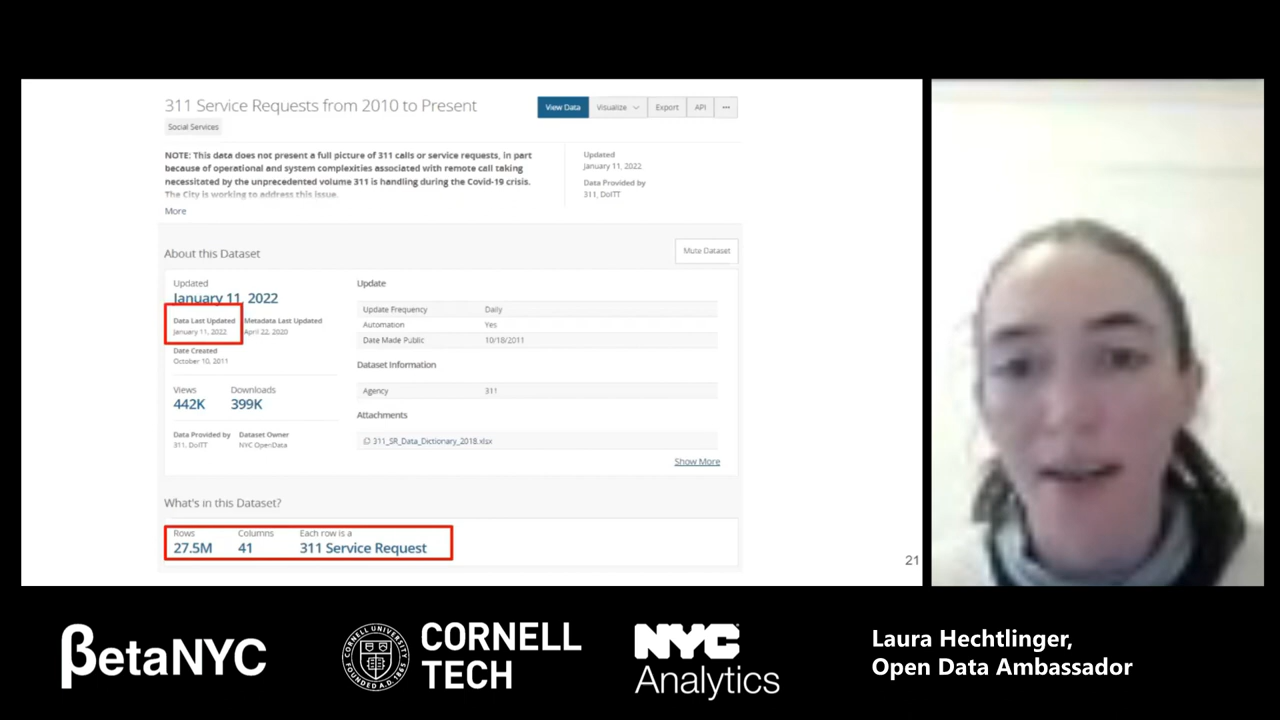 311 Service Requests from 2010 to Present
View Data
Visualize
Export
API
Social Services
NOTE: This data does not present a full picture of 311 calls or service requests, in part
because of operational and system complexities associated with remote call taking
necessitated by the unprecedented volume 311 is handling during the Covid-19 crisis.
The City is working to address this issue.
More
Updated
January 11, 2022
Data Provided by
311, DoITT
About this Dataset
Mute Dataset
Updated
January 11, 2022
Data Last Updated
January 11, 2022
Metadata Last Updated
April 22, 2020
Date Created
October 10, 2011
Views
442K
Downloads
399K
Data Provided by
311, DoITT
Dataset Owner
NYC OpenData
Update
Update Frequency Daily
Automation Yes
Date Made Public 10/18/2011
Dataset Information
Agency 311
Attachments
311_SR_Data_Dictionary_2018.xlsx
Show More
What's in this Dataset?
Rows
27.5M
Columns
41
Each row is a
311 Service Request
21
βetaNYC
CORNELL UNIVERSITY
FOUNDED A.D. 1865
CORNELL
TECH
NYC
Analytics
Laura Hechtlinger,
Open Data Ambassador